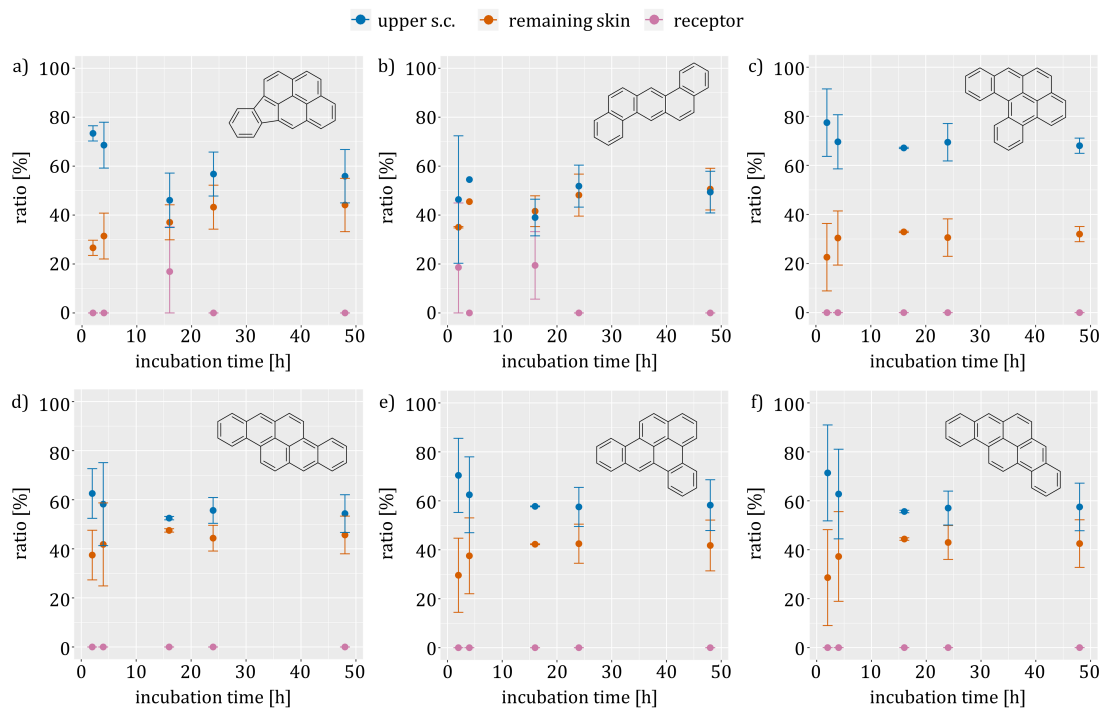 upper s.c. remaining skin receptor
a) b) c)
ratio [%] ratio [%] ratio [%]
100 100 100
80 80 80
60 60 60
40 40 40
20 20 20
0 0 0
0 10 20 30 40 50 0 10 20 30 40 50 0 10 20 30 40 50
incubation time [h] incubation time [h] incubation time [h]
d) e) f)
ratio [%] ratio [%] ratio [%]
100 100 100
80 80 80
60 60 60
40 40 40
20 20 20
0 0 0
0 10 20 30 40 50 0 10 20 30 40 50 0 10 20 30 40 50
incubation time [h] incubation time [h] incubation time [h]